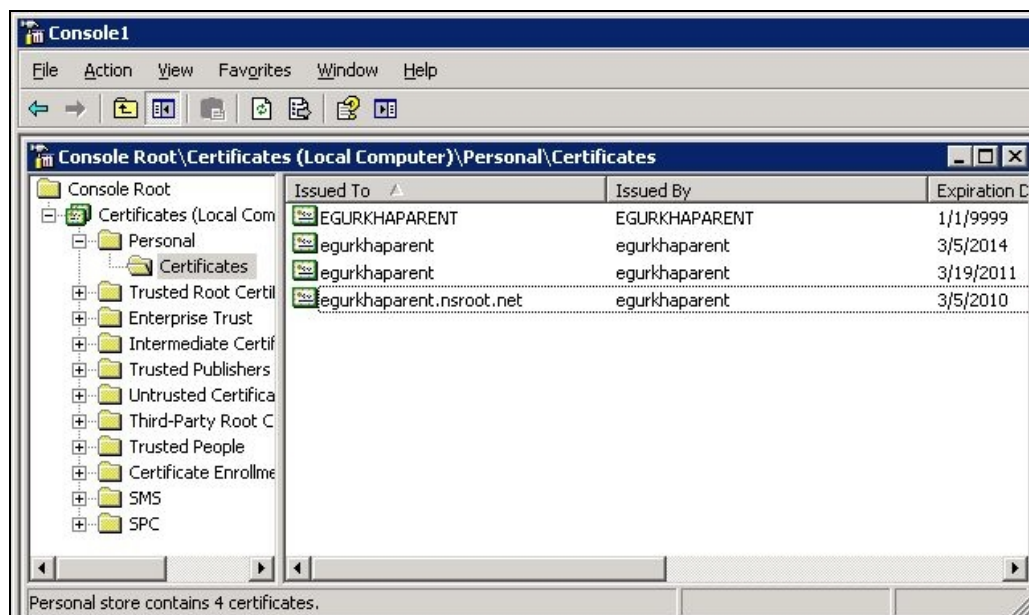 Console1
File Action View Favorites Window Help
Console Root\Certificates (Local Computer)\Personal\Certificates
Console Root
Certificates (Local Com
Personal
Certificates
Trusted Root Certif
Enterprise Trust
Intermediate Certif
Trusted Publishers
Untrusted Certifica
Third-Party Root C
Trusted People
Certificate Enrollme
SMS
SPC
Issued To Issued By Expiration D
EGURKHAPARENT EGURKHAPARENT 1/1/9999
egurkhaparent egurkhaparent 3/5/2014
egurkhaparent egurkhaparent 3/19/2011
egurkhaparent.nsroot.net egurkhaparent 3/5/2010
Personal store contains 4 certificates.